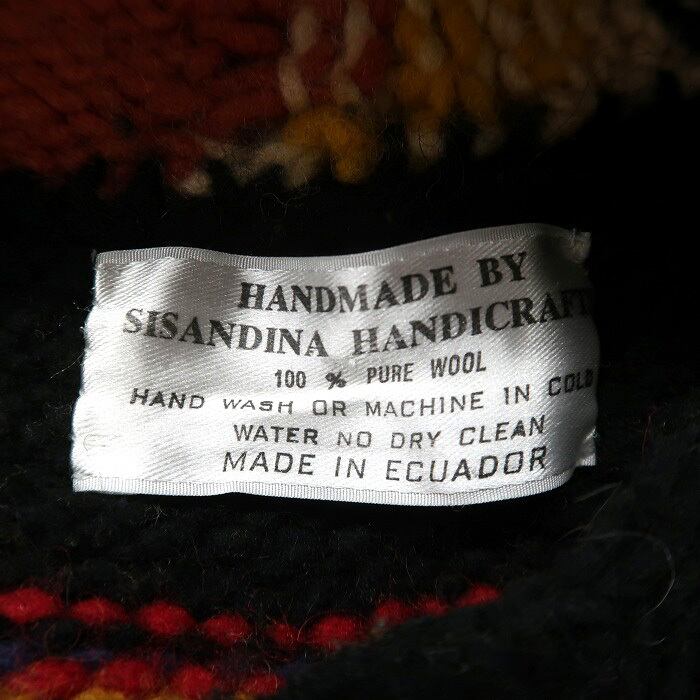 HANDMADE BY
SISANDINA HANDICRAFT
100 % PURE WOOL
HAND WASH OR MACHINE IN COLD
WATER NO DRY CLEAN
MADE IN ECUADOR